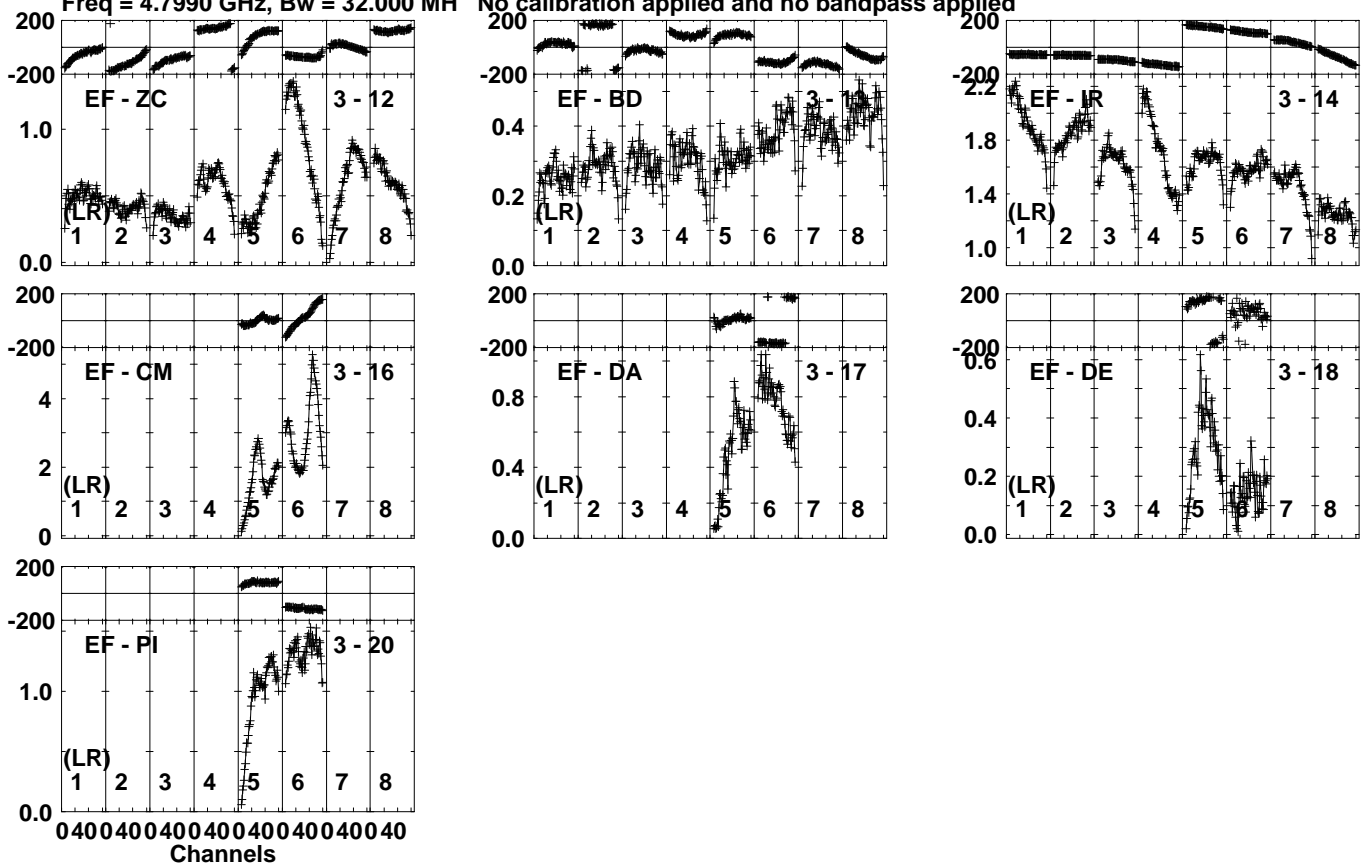 Freq = 4.7990 GHz, Bw = 32.000 MH No calibration applied and no bandpass applied
200
-200
EF - ZC 3 - 12
1.0
(LR)
1 2 3 4 5 6 7 8
0.0
200
-200
EF - BD 3 - 13
0.4
0.2
(LR)
1 2 3 4 5 6 7 8
0.0
200
-200
2.2
EF - IR 3 - 14
1.8
1.4
(LR)
1 2 3 4 5 6 7 8
1.0
200
-200
EF - CM 3 - 16
4
2
(LR)
1 2 3 4 5 6 7 8
0
200
-200
EF - DA 3 - 17
0.8
0.4
(LR)
1 2 3 4 5 6 7 8
0.0
200
-200
0.6
EF - DE 3 - 18
0.4
0.2
(LR)
1 2 3 4 5 6 7 8
0.0
200
-200
EF - PI 3 - 20
1.0
(LR)
1 2 3 4 5 6 7 8
0.0
0 40 0 40 0 40 0 40 0 40 0 40 0 40 0 40
Channels